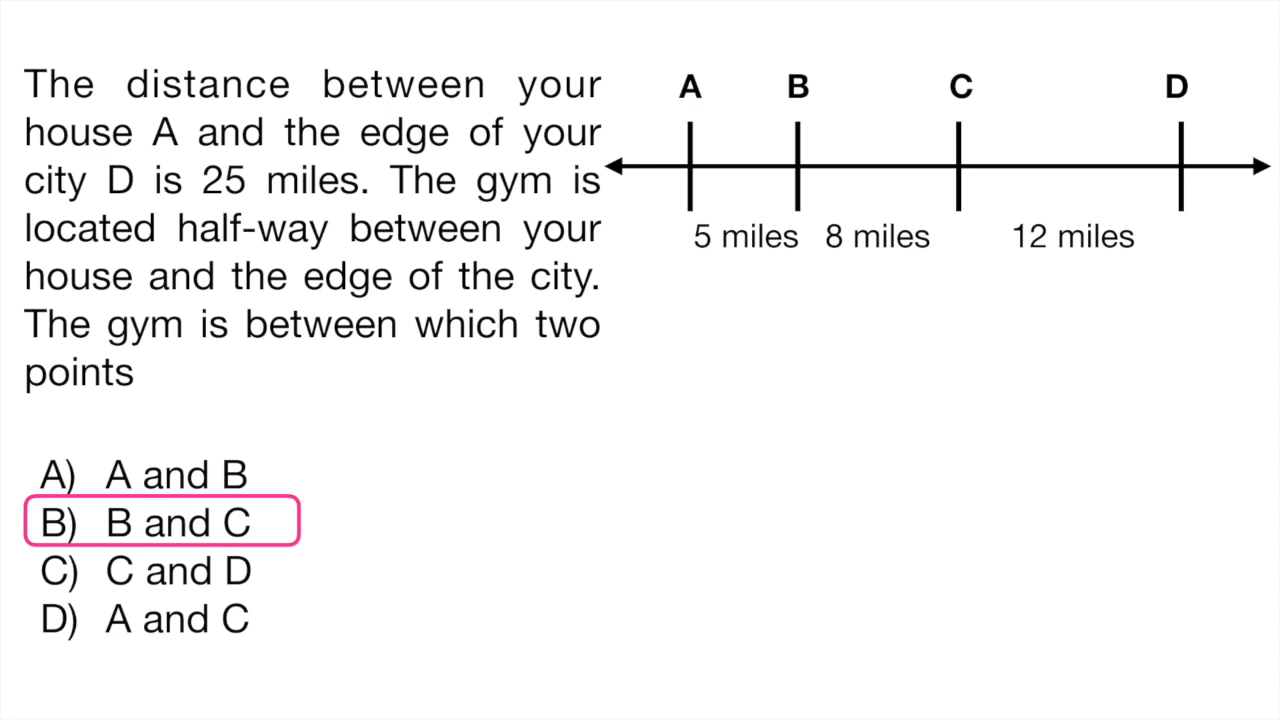 The distance between your
house A and the edge of your
city D is 25 miles. The gym is
located half-way between your
house and the edge of the city.
The gym is between which two
points
A) A and B
B) B and C
C) C and D
D) A and C
A B C D
5 miles 8 miles 12 miles